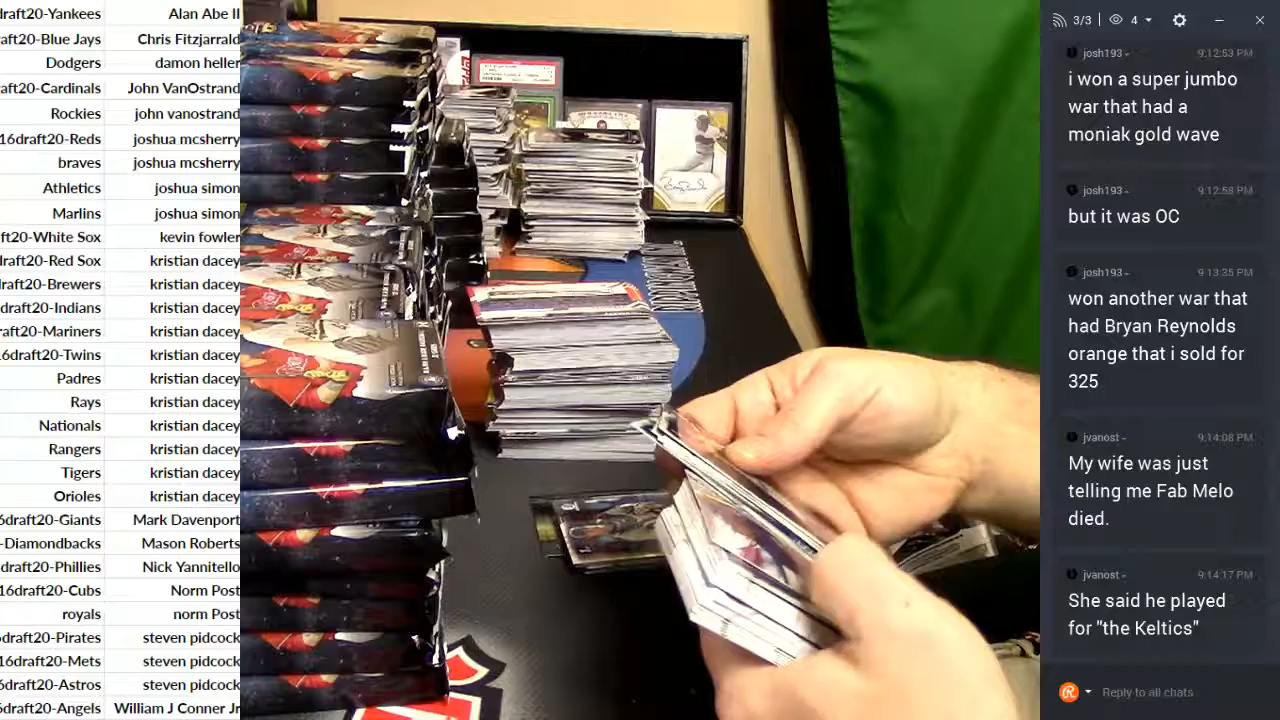 draft20-Yankees Alan Abe II
aft20-Blue Jays Chris Fitzjarrald
Dodgers damon heller
draft20-Cardinals John VanOstrand
Rockies john vanostrand
16draft20-Reds joshua mcsherry
braves joshua mcsherry
Athletics joshua simon
Marlins joshua simon
ft20-White Sox kevin fowler
draft20-Red Sox kristian dacey
draft20-Brewers kristian dacey
draft20-Indians kristian dacey
raft20-Mariners kristian dacey
6draft20-Twins kristian dacey
Padres kristian dacey
Rays kristian dacey
Nationals kristian dacey
Rangers kristian dacey
Tigers kristian dacey
Orioles kristian dacey
6draft20-Giants Mark Davenport
-Diamondbacks Mason Roberts
draft20-Phillies Nick Yannitello
16draft20-Cubs Norm Post
royals norm Post
draft20-Pirates steven pidcock
16draft20-Mets steven pidcock
6draft20-Astros steven pidcock
6draft20-Angels William J Conner Jr
3/3 4
josh193 9:12:53 PM
i won a super jumbo
war that had a
moniak gold wave
josh193 9:12:58 PM
but it was OC
josh193 9:13:35 PM
won another war that
had Bryan Reynolds
orange that i sold for
325
jvanost 9:14:08 PM
My wife was just
telling me Fab Melo
died.
jvanost 9:14:17 PM
She said he played
for "the Keltics"
Reply to all chats